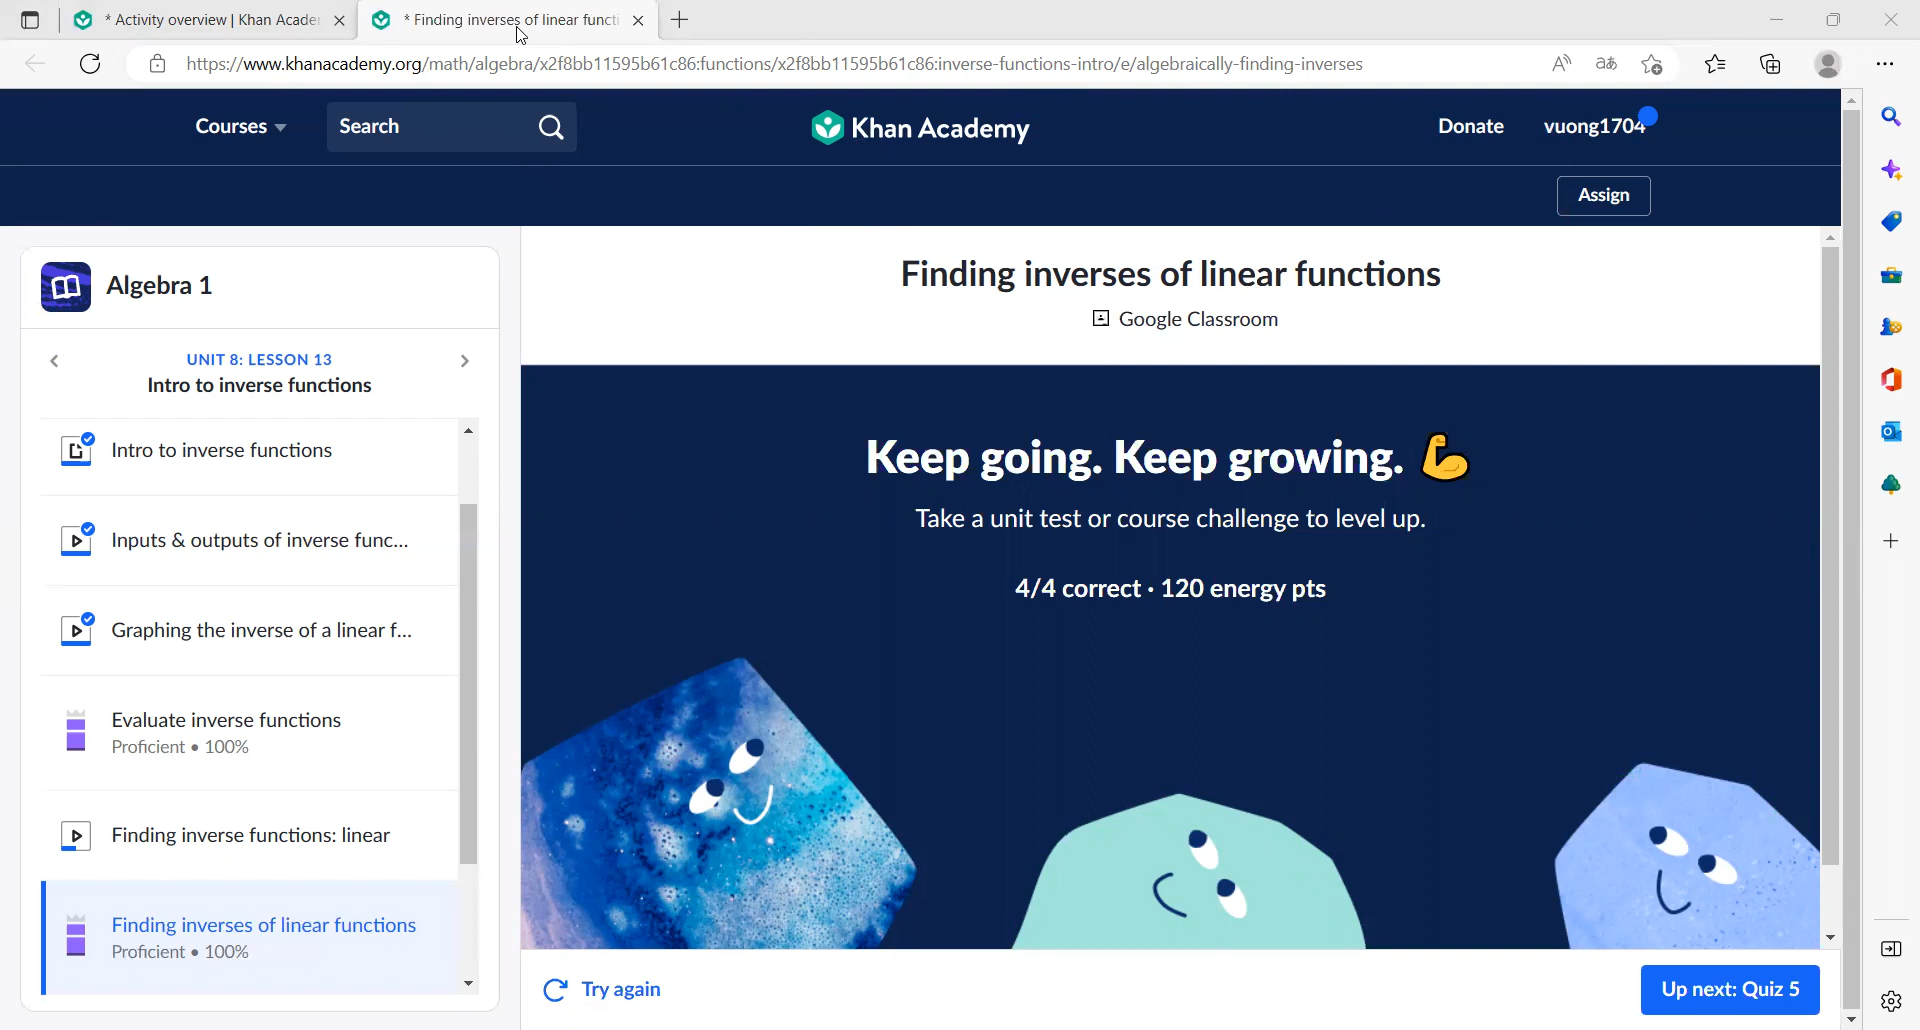 * Activity overview | Khan Acade
* Finding inverses of linear functi
https://www.khanacademy.org/math/algebra/x2f8bb11595b61c86:functions/x2f8bb11595b61c86:inverse-functions-intro/e/algebraically-finding-inverses
Courses
Search
Khan Academy
Donate
vuong1704
Assign
Algebra 1
UNIT 8: LESSON 13
Intro to inverse functions
Intro to inverse functions
Inputs & outputs of inverse func...
Graphing the inverse of a linear f...
Evaluate inverse functions
Proficient • 100%
Finding inverse functions: linear
Finding inverses of linear functions
Proficient • 100%
Finding inverses of linear functions
Google Classroom
Keep going. Keep growing. 💪
Take a unit test or course challenge to level up.
4/4 correct · 120 energy pts
Try again
Up next: Quiz 5